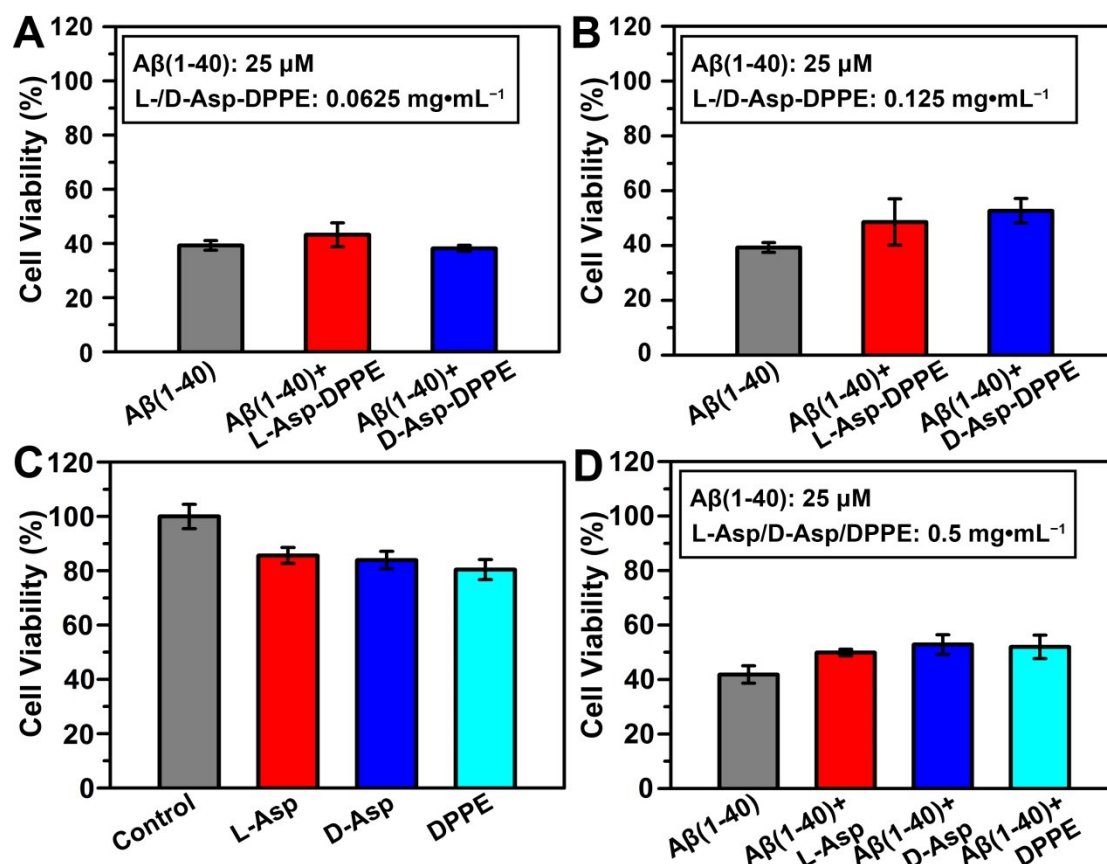 A
Aβ(1-40): 25 μM
L-/D-Asp-DPPE: 0.0625 mg•mL⁻¹
Cell Viability (%)
120
100
80
60
40
20
0
Aβ(1-40)
Aβ(1-40)+
L-Asp-DPPE
Aβ(1-40)+
D-Asp-DPPE
B
Aβ(1-40): 25 μM
L-/D-Asp-DPPE: 0.125 mg•mL⁻¹
Cell Viability (%)
120
100
80
60
40
20
0
Aβ(1-40)
Aβ(1-40)+
L-Asp-DPPE
Aβ(1-40)+
D-Asp-DPPE
C
Cell Viability (%)
120
100
80
60
40
20
0
Control
L-Asp
D-Asp
DPPE
D
Aβ(1-40): 25 μM
L-Asp/D-Asp/DPPE: 0.5 mg•mL⁻¹
Cell Viability (%)
120
100
80
60
40
20
0
Aβ(1-40)
Aβ(1-40)+
L-Asp
Aβ(1-40)+
D-Asp
Aβ(1-40)+
DPPE